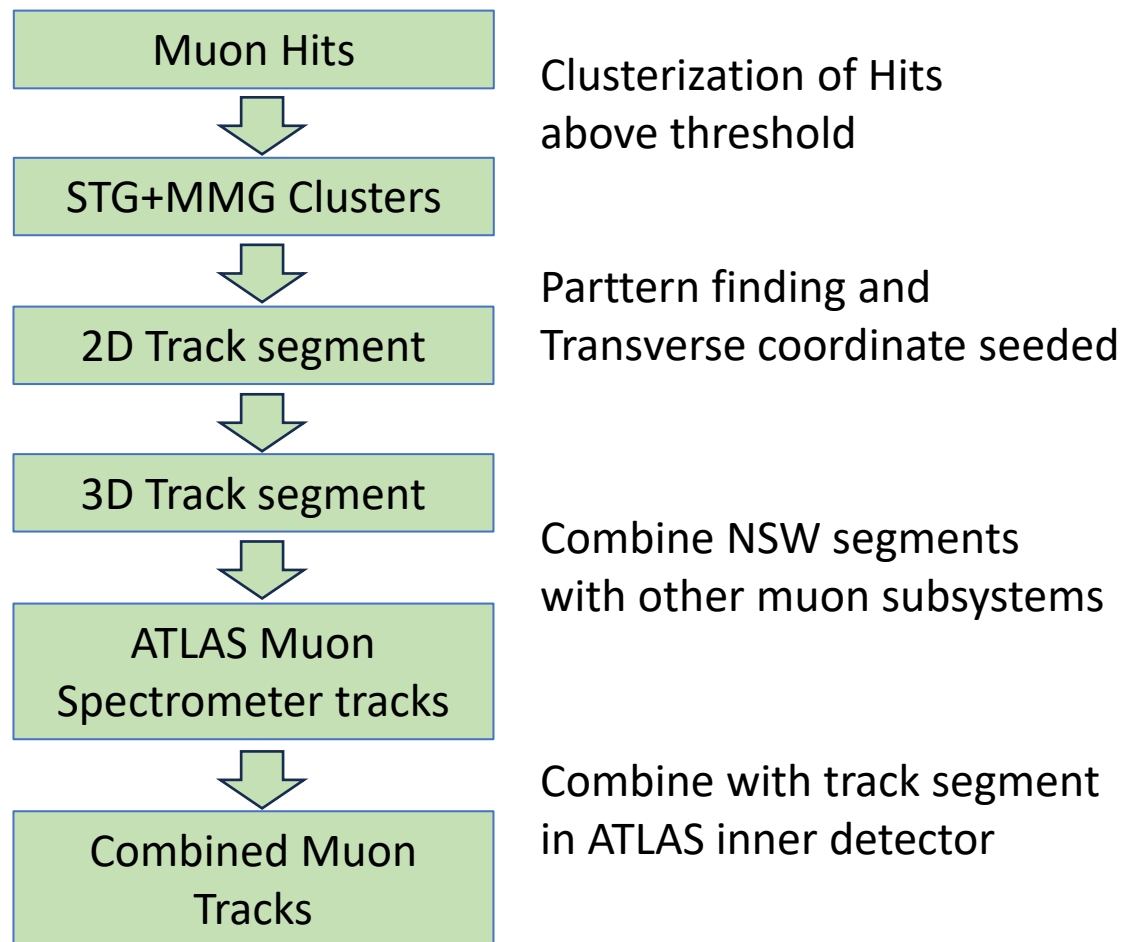 Muon Hits
Clusterization of Hits
above threshold
STG+MMG Clusters
Parttern finding and
Transverse coordinate seeded
2D Track segment
3D Track segment
Combine NSW segments
with other muon subsystems
ATLAS Muon
Spectrometer tracks
Combine with track segment
in ATLAS inner detector
Combined Muon
Tracks